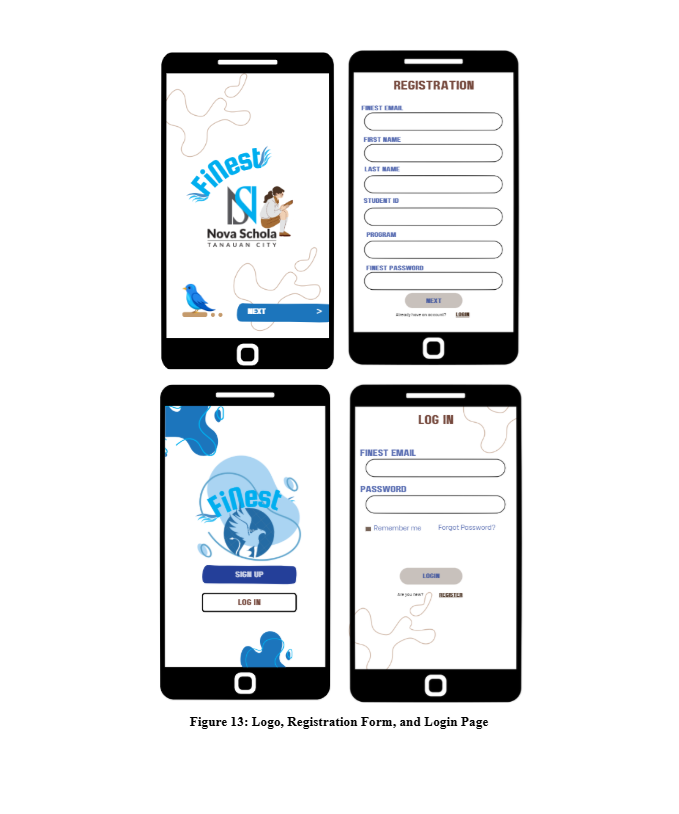 FiNest
NS
Nova Schola
TANAUAN CITY
NEXT >
REGISTRATION
FINEST EMAIL
FIRST NAME
LAST NAME
STUDENT ID
PROGRAM
FINEST PASSWORD
NEXT
Already have an account? LOGIN
FiNest
SIGN UP
LOG IN
LOG IN
FINEST EMAIL
PASSWORD
Remember me Forgot Password?
LOGIN
Are you new? REGISTER
Figure 13: Logo, Registration Form, and Login Page